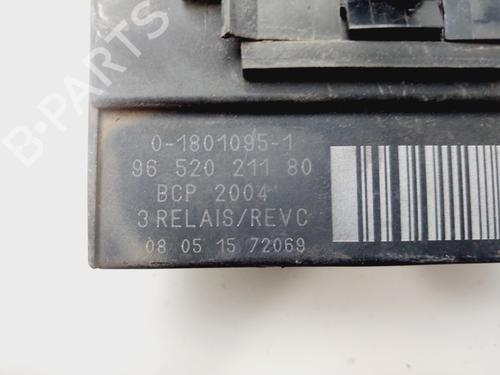 B-PARTS
0-1801095-1
96 520 211 80
BCP 2004
3 RELAIS/REVC
08 05 15 72069